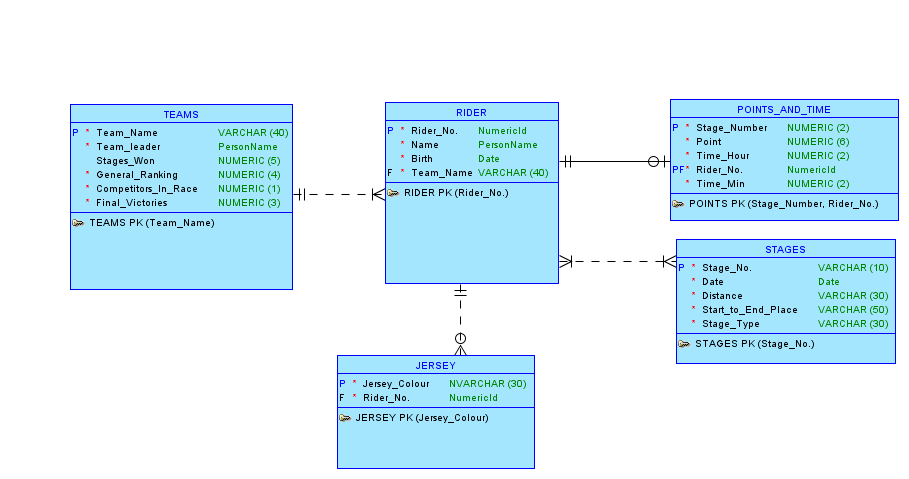 TEAMS
P * Team_Name VARCHAR (40)
* Team_leader PersonName
Stages_Won NUMERIC (5)
* General_Ranking NUMERIC (4)
* Competitors_In_Race NUMERIC (1)
* Final_Victories NUMERIC (3)
TEAMS PK (Team_Name)
RIDER
P * Rider_No. NumericId
* Name PersonName
* Birth Date
F * Team_Name VARCHAR (40)
RIDER PK (Rider_No.)
POINTS_AND_TIME
P * Stage_Number NUMERIC (2)
* Point NUMERIC (6)
* Time_Hour NUMERIC (2)
PF* Rider_No. NumericId
* Time_Min NUMERIC (2)
POINTS PK (Stage_Number, Rider_No.)
STAGES
P * Stage_No. VARCHAR (10)
* Date Date
* Distance VARCHAR (30)
* Start_to_End_Place VARCHAR (50)
* Stage_Type VARCHAR (30)
STAGES PK (Stage_No.)
JERSEY
P * Jersey_Colour NVARCHAR (30)
F * Rider_No. NumericId
JERSEY PK (Jersey_Colour)